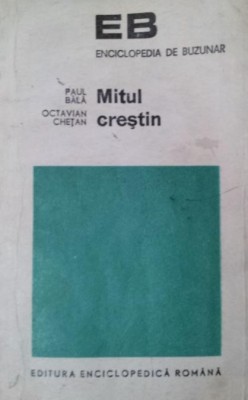 EB
ENCICLOPEDIA DE BUZUNAR
PAUL
BĂLĂ
OCTAVIAN
CHEȚAN
Mitul
creștin
EDITURA ENCICLOPEDICĂ ROMÂNĂ